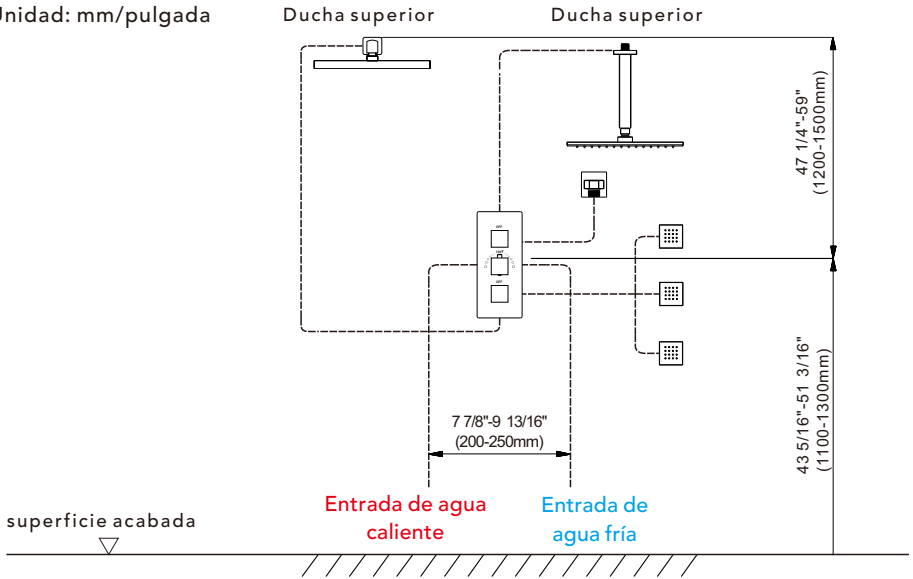 Unidad: mm/pulgada
Ducha superior
Ducha superior
47 1/4"-59"
(1200-1500mm)
OFF
OFF
43 5/16"-51 3/16"
(1100-1300mm)
7 7/8"-9 13/16"
(200-250mm)
Entrada de agua
caliente
Entrada de
agua fría
superficie acabada